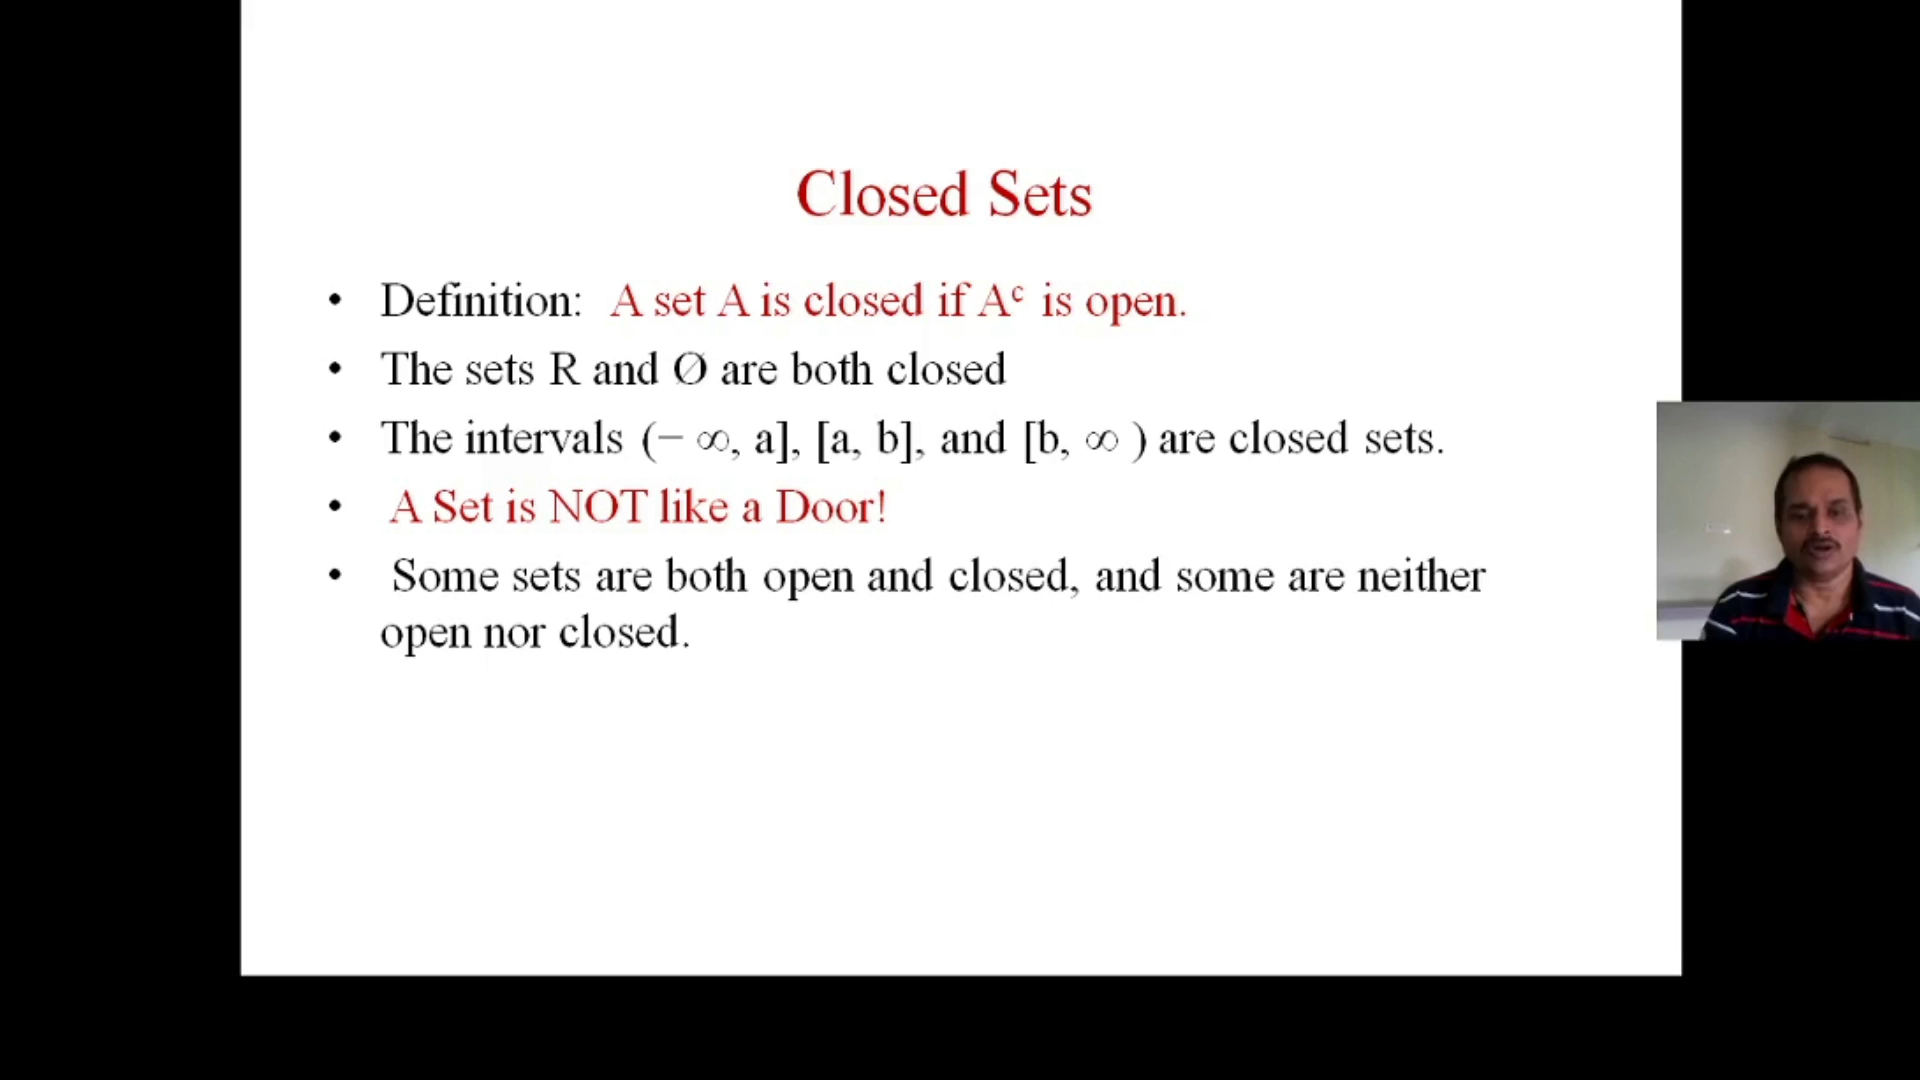 Closed Sets
• Definition: A set A is closed if Aᶜ is open.
• The sets R and Ø are both closed
• The intervals (− ∞, a], [a, b], and [b, ∞ ) are closed sets.
• A Set is NOT like a Door!
• Some sets are both open and closed, and some are neither
open nor closed.